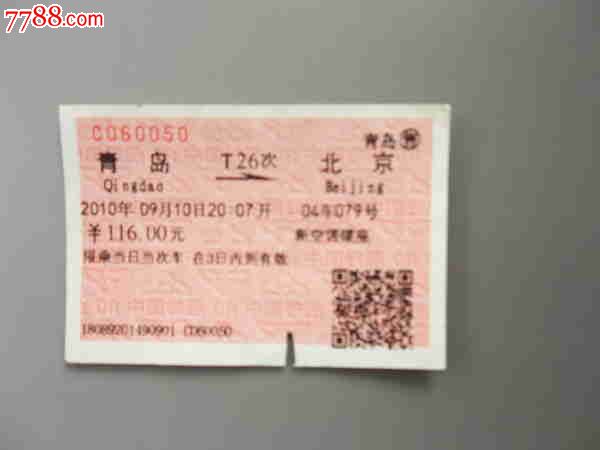 7788.com
C060050
青岛售
青岛 T26次 北京
Qingdao Beijing
2010年 09月10日20:07开 04车079号
￥116.00元 新空调硬座
限乘当日当次车 在3日内到有效
18089201490901 C060050